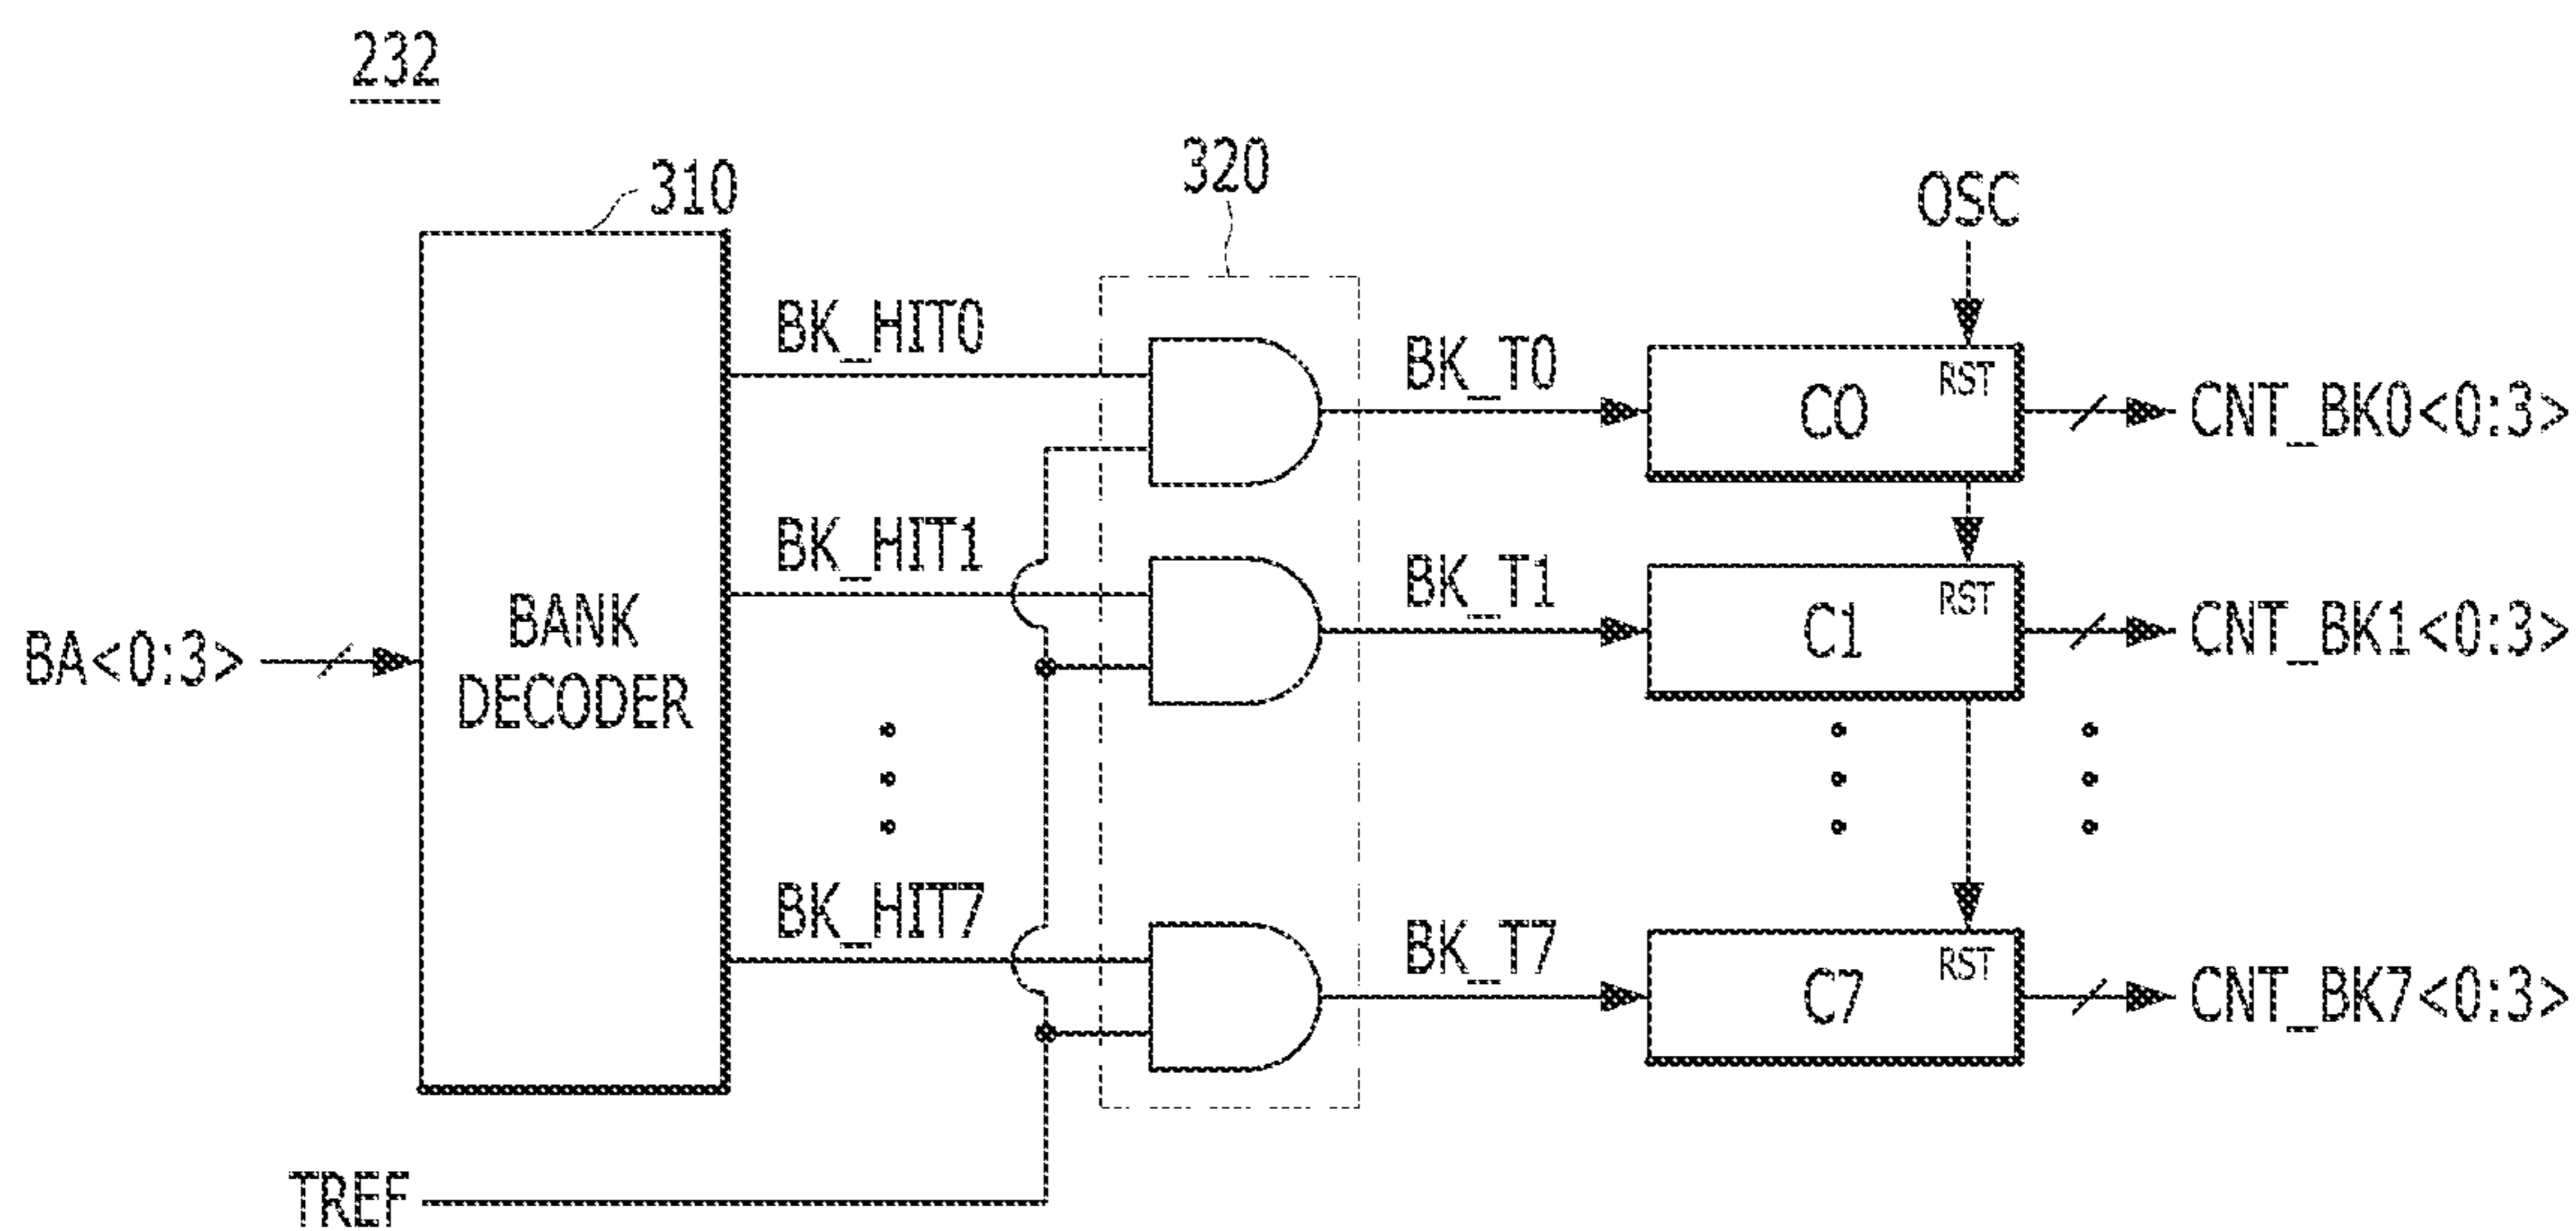 232
310
320
OSC
BK_HIT0
BK_T0
RST
C0
CNT_BK0<0:3>
BK_HIT1
BK_T1
RST
C1
CNT_BK1<0:3>
BA<0:3>
BANK
DECODER
BK_HIT7
BK_T7
RST
C7
CNT_BK7<0:3>
TREF